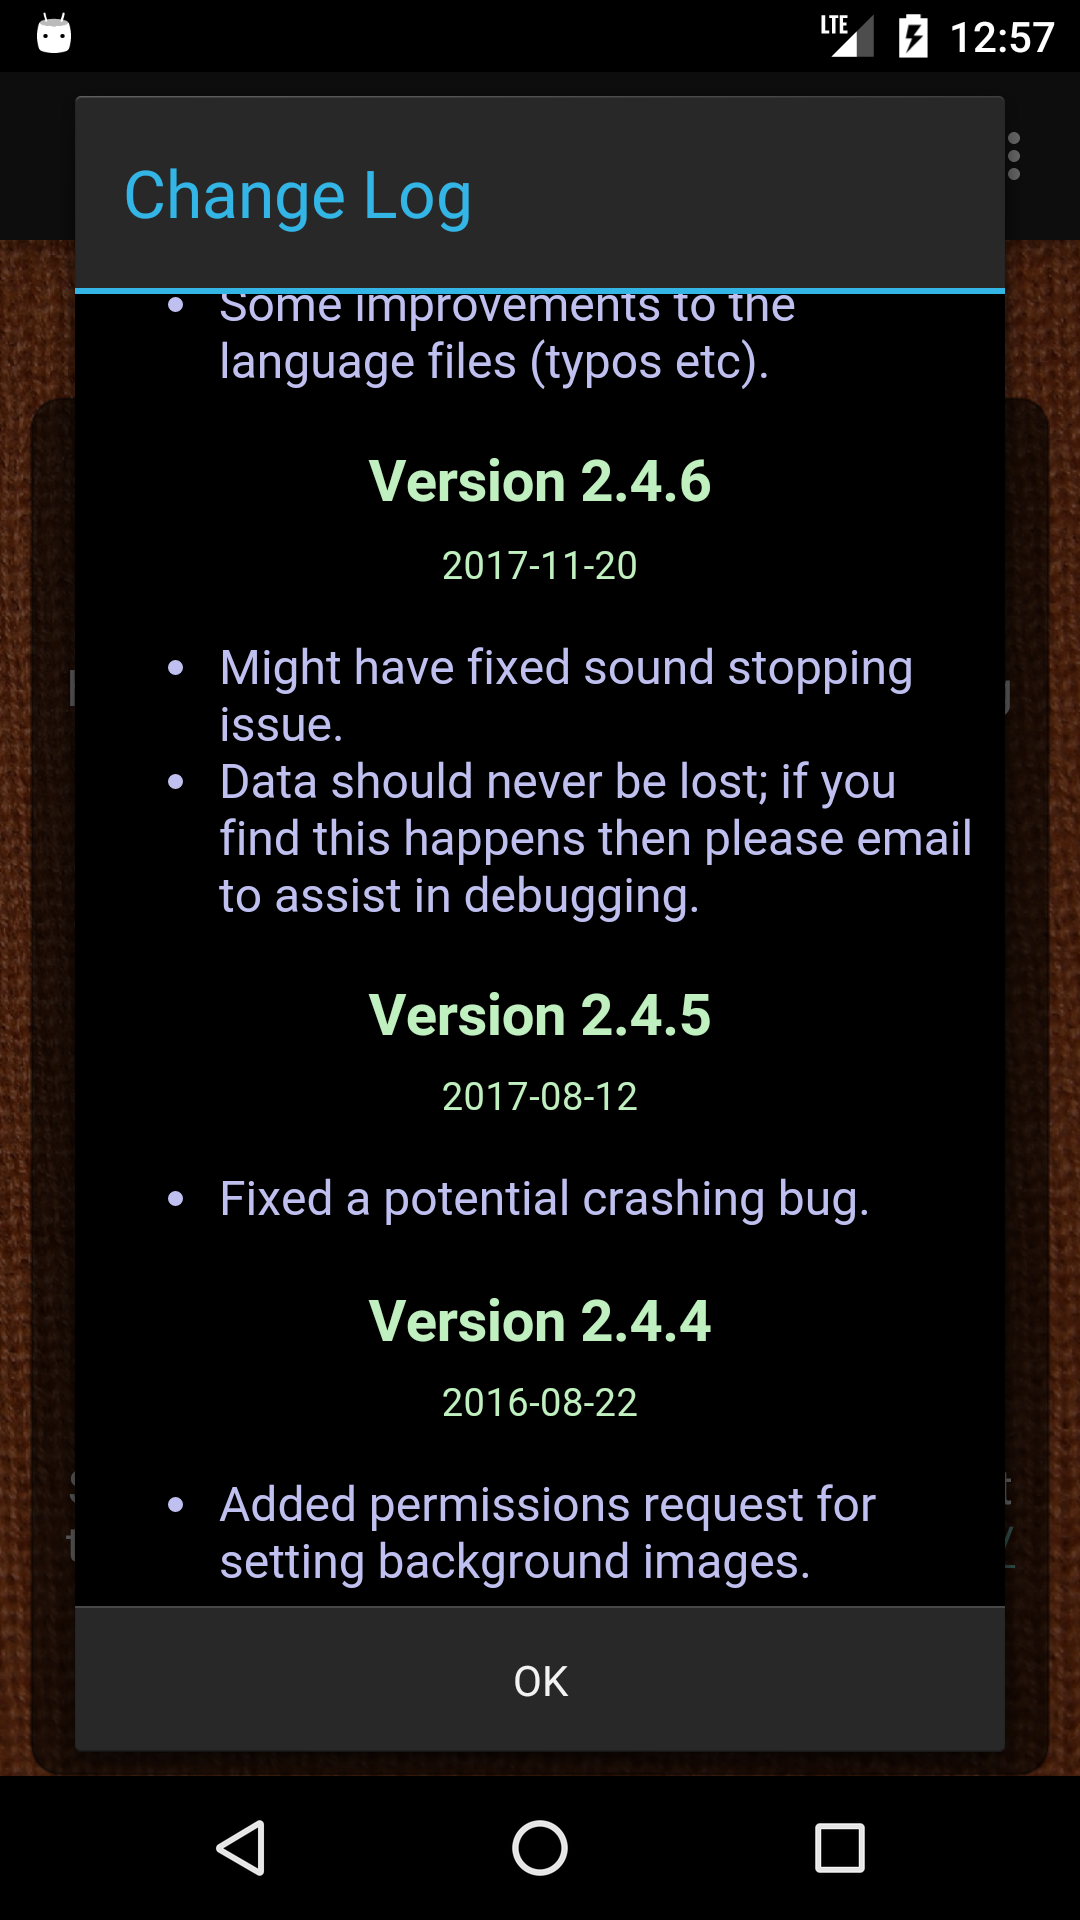 LTE 12:57
Change Log
• Some improvements to the
language files (typos etc).
Version 2.4.6
2017-11-20
• Might have fixed sound stopping
issue.
• Data should never be lost; if you
find this happens then please email
to assist in debugging.
Version 2.4.5
2017-08-12
• Fixed a potential crashing bug.
Version 2.4.4
2016-08-22
• Added permissions request for
setting background images.
OK